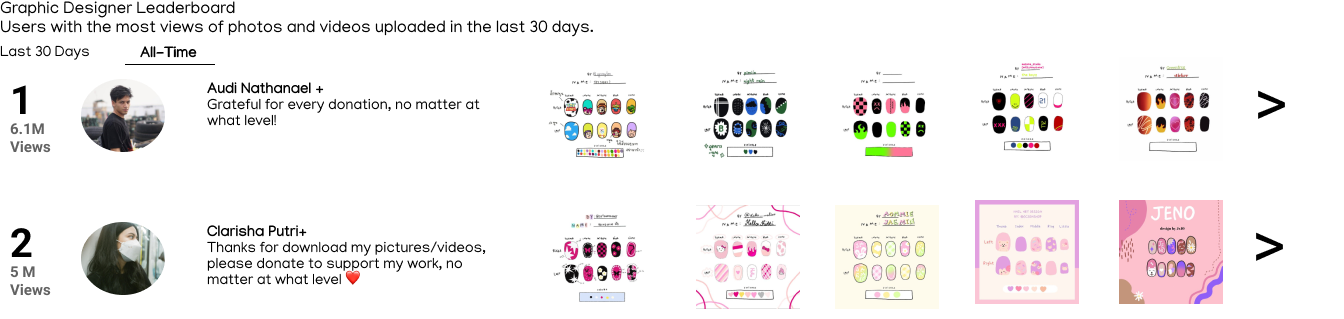 Graphic Designer Leaderboard
Users with the most views of photos and videos uploaded in the last 30 days.
Last 30 Days
All-Time
1
6.1M
Views
Audi Nathanael +
Grateful for every donation, no matter at
what level!
>
2
5 M
Views
Clarisha Putri+
Thanks for download my pictures/videos,
please donate to support my work, no
matter at what level ❤️
JENO
>